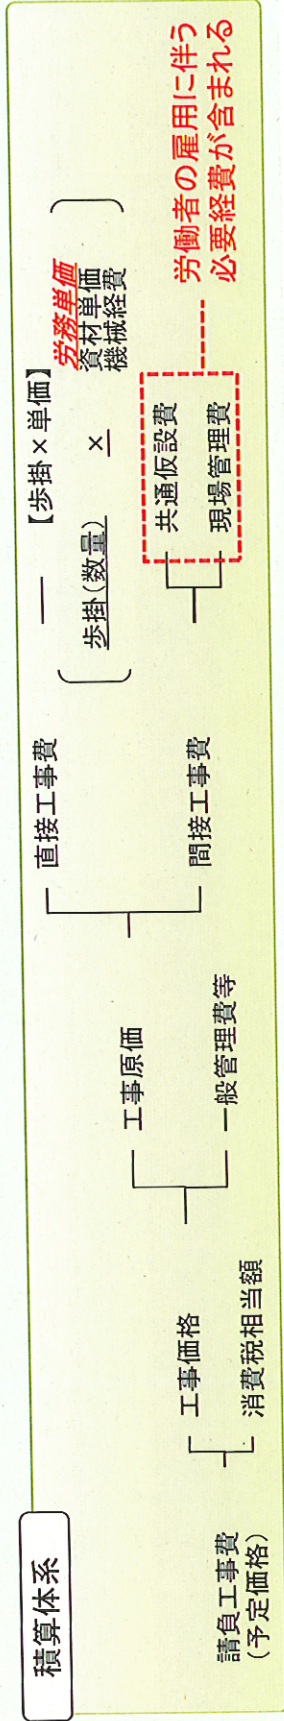 積算体系
請負工事費
(予定価格)
工事価格
消費税相当額
工事原価
一般管理費等
直接工事費
間接工事費
【歩掛×単価】
歩掛(数量)
×
労務単価
資材単価
機械経費
共通仮設費
現場管理費
労働者の雇用に伴う
必要経費が含まれる